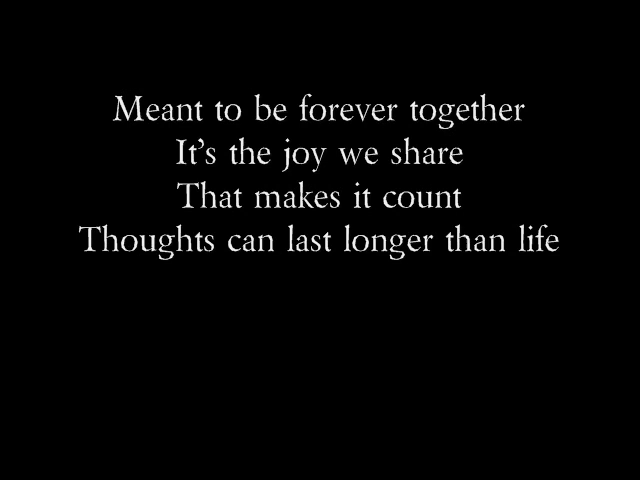 Meant to be forever together
It's the joy we share
That makes it count
Thoughts can last longer than life